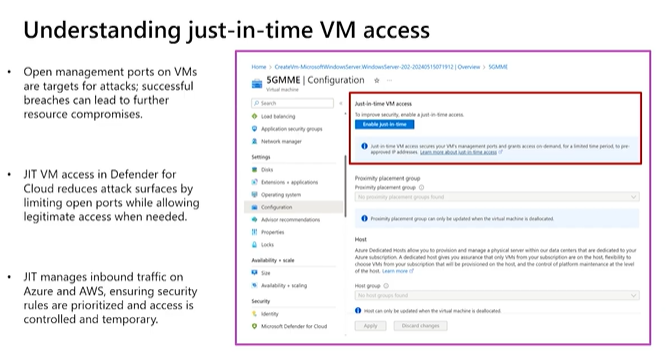 Understanding just-in-time VM access
• Open management ports on VMs
are targets for attacks; successful
breaches can lead to further
resource compromises.
• JIT VM access in Defender for
Cloud reduces attack surfaces by
limiting open ports while allowing
legitimate access when needed.
• JIT manages inbound traffic on
Azure and AWS, ensuring security
rules are prioritized and access is
controlled and temporary.
Home > CreateVm-MicrosoftWindowsServer-WindowsServer-202-20240515071912 | Overview > 5GMME
5GMME | Configuration
Virtual machine
Search
Load balancing
Application security groups
Network manager
Settings
Disks
Extensions + applications
Operating system
Configuration
Advisor recommendations
Properties
Locks
Availability + scale
Size
Availability + scaling
Security
Identity
Microsoft Defender for Cloud
Just-in-time VM access
To improve security, enable a just-in-time access.
Enable just-in-time
Just-in-time VM access secures your VM's management ports and grants access on demand, for a limited time period, to pre-
approved IP addresses. Learn more about just-in-time access
Proximity placement group
Proximity placement group
No proximity placement groups found
Proximity placement group can only be updated when the virtual machine is deallocated.
Host
Azure Dedicated Hosts allow you to provision and manage a physical server within our data centers that are dedicated to your
Azure subscription. A dedicated host gives you assurance that only VMs from your subscription are on the host, flexibility to
choose VMs from your subscription that will be provisioned on the host, and the control of platform maintenance at the level
of the host. Learn more
Host group
No host groups found
Host can only be updated when the virtual machine is deallocated.
Apply
Discard changes